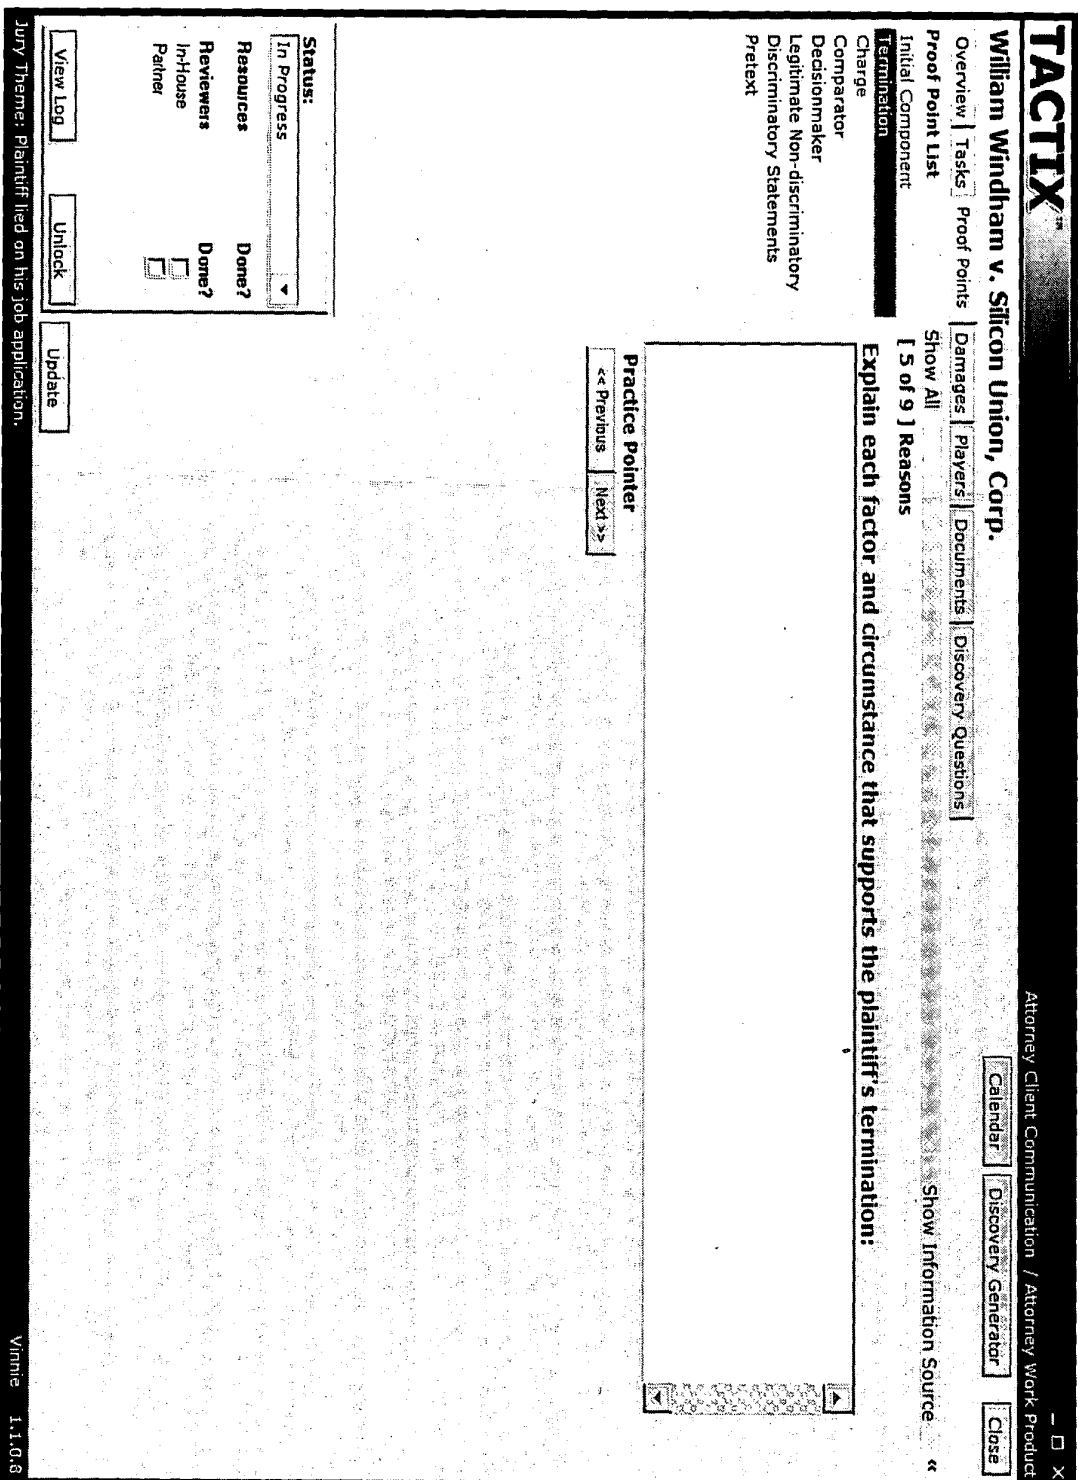 TACTIX™
Attorney Client Communication / Attorney Work Product
William Windham v. Silicon Union, Corp.
Calendar Discovery Generator Close
Overview Tasks Proof Points Damages Players Documents Discovery Questions
Proof Point List
Initial Component
Termination
Charge
Comparator
Decisionmaker
Legitimate Non-discriminatory
Discriminatory Statements
Pretext
Show All Show Information Source «
[ 5 of 9 ] Reasons
Explain each factor and circumstance that supports the plaintiff's termination:
Practice Pointer
<< Previous Next >>
Status:
In Progress
Resources Done?
Reviewers Done?
In-House
Partner
View Log Unlock Update
Jury Theme: Plaintiff lied on his job application. Vinnie 1.1.0.8